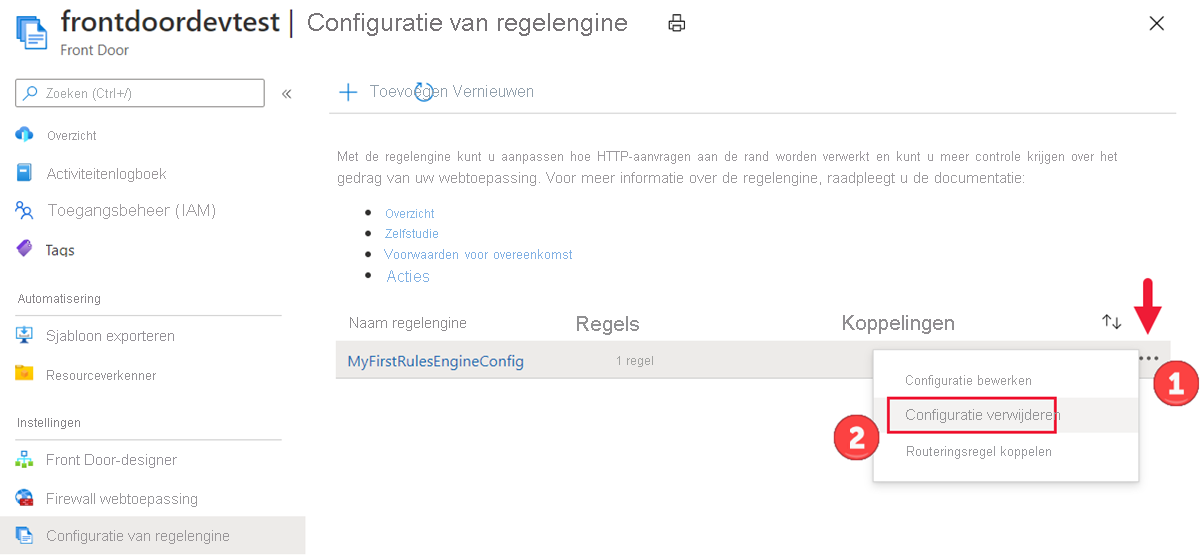 frontdoordevtest | Configuratie van regelengine
Front Door
Zoeken (Ctrl+/)
«
Overzicht
Activiteitenlogboek
Toegangsbeheer (IAM)
Tags
Automatisering
Sjabloon exporteren
Resourceverkenner
Instellingen
Front Door-designer
Firewall webtoepassing
Configuratie van regelengine
Toevoegen Vernieuwen
Met de regelengine kunt u aanpassen hoe HTTP-aanvragen aan de rand worden verwerkt en kunt u meer controle krijgen over het
gedrag van uw webtoepassing. Voor meer informatie over de regelengine, raadpleegt u de documentatie:
Overzicht
Zelfstudie
Voorwaarden voor overeenkomst
Acties
Naam regelengine Regels Koppelingen
MyFirstRulesEngineConfig 1 regel
1
Configuratie bewerken
2 Configuratie verwijderen
Routeringsregel koppelen